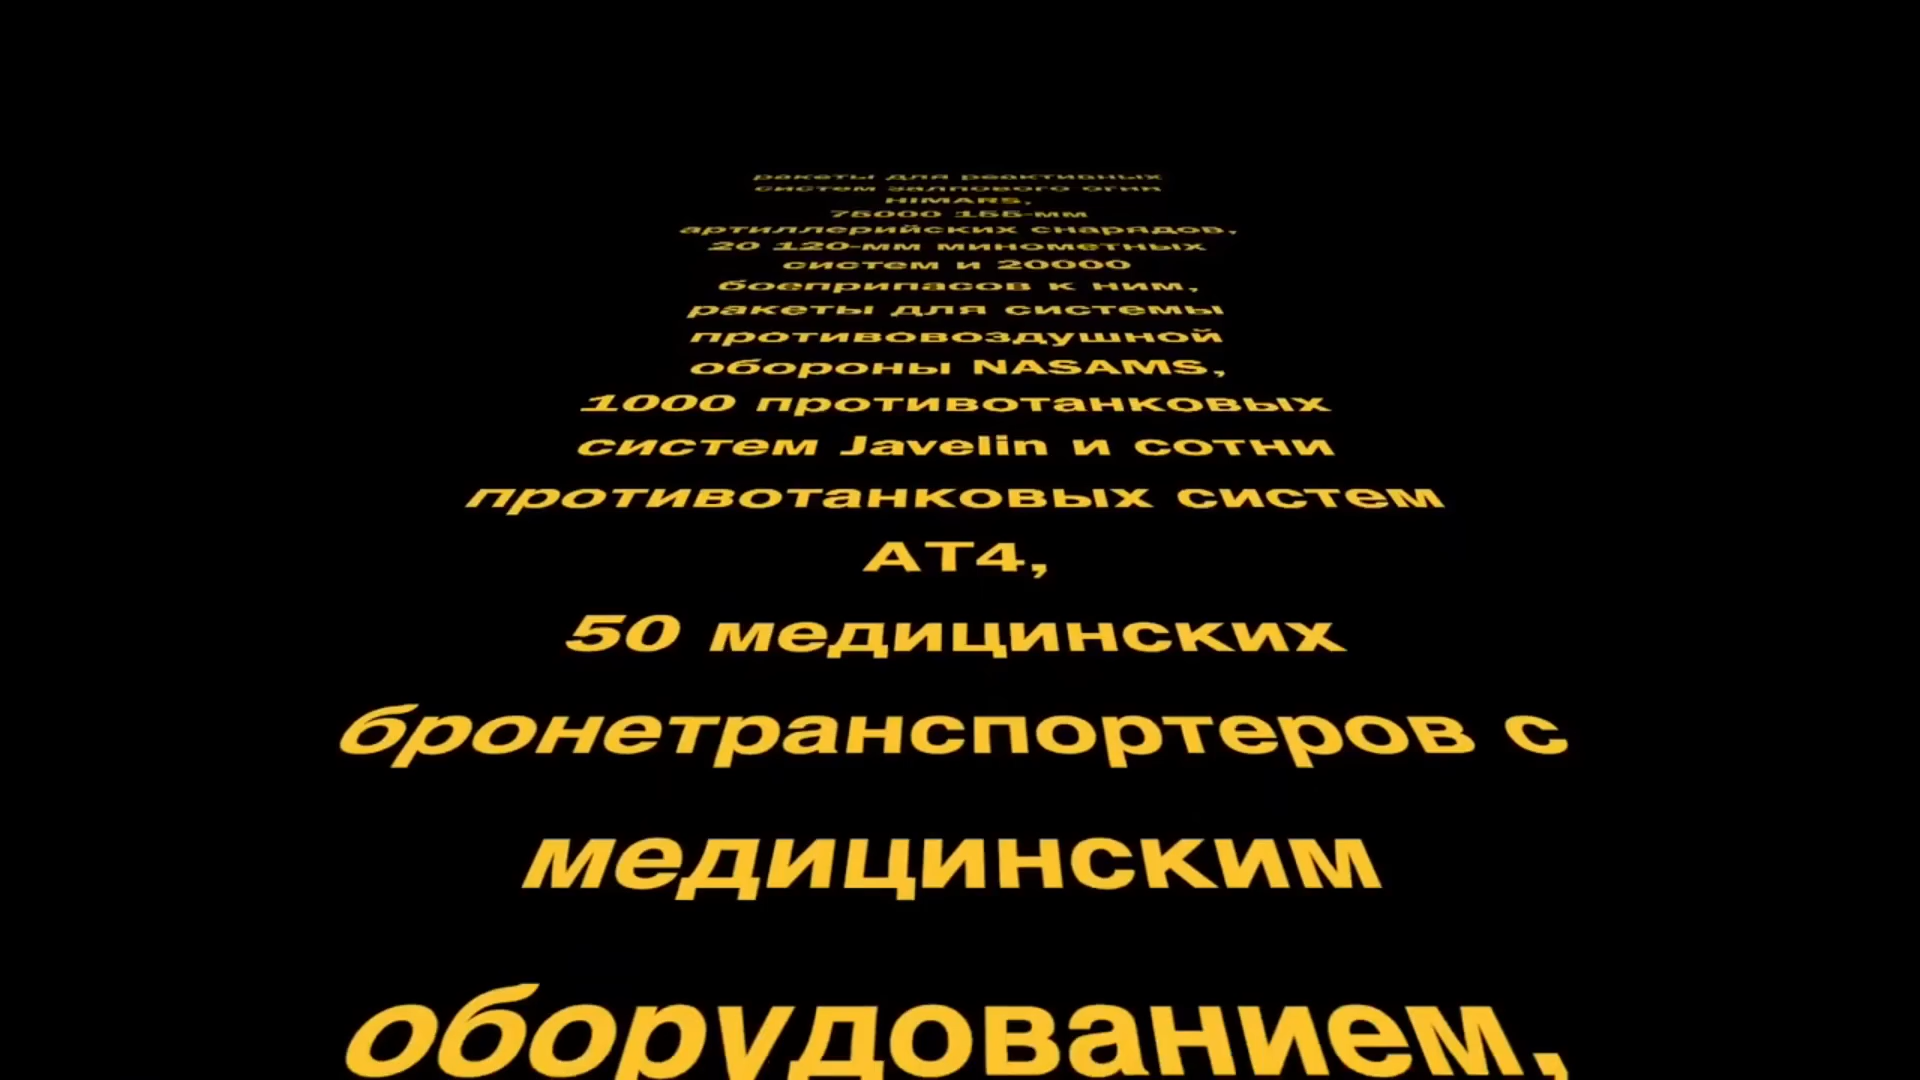 ракеты для реактивных
систем залпового огня
HIMARS,
75000 155-мм
артиллерийских снарядов,
20 120-мм минометных
систем и 20000
боеприпасов к ним,
ракеты для системы
противовоздушной
обороны NASAMS,
1000 противотанковых
систем Javelin и сотни
противотанковых систем
АТ4,
50 медицинских
бронетранспортеров с
медицинским
оборудованием,